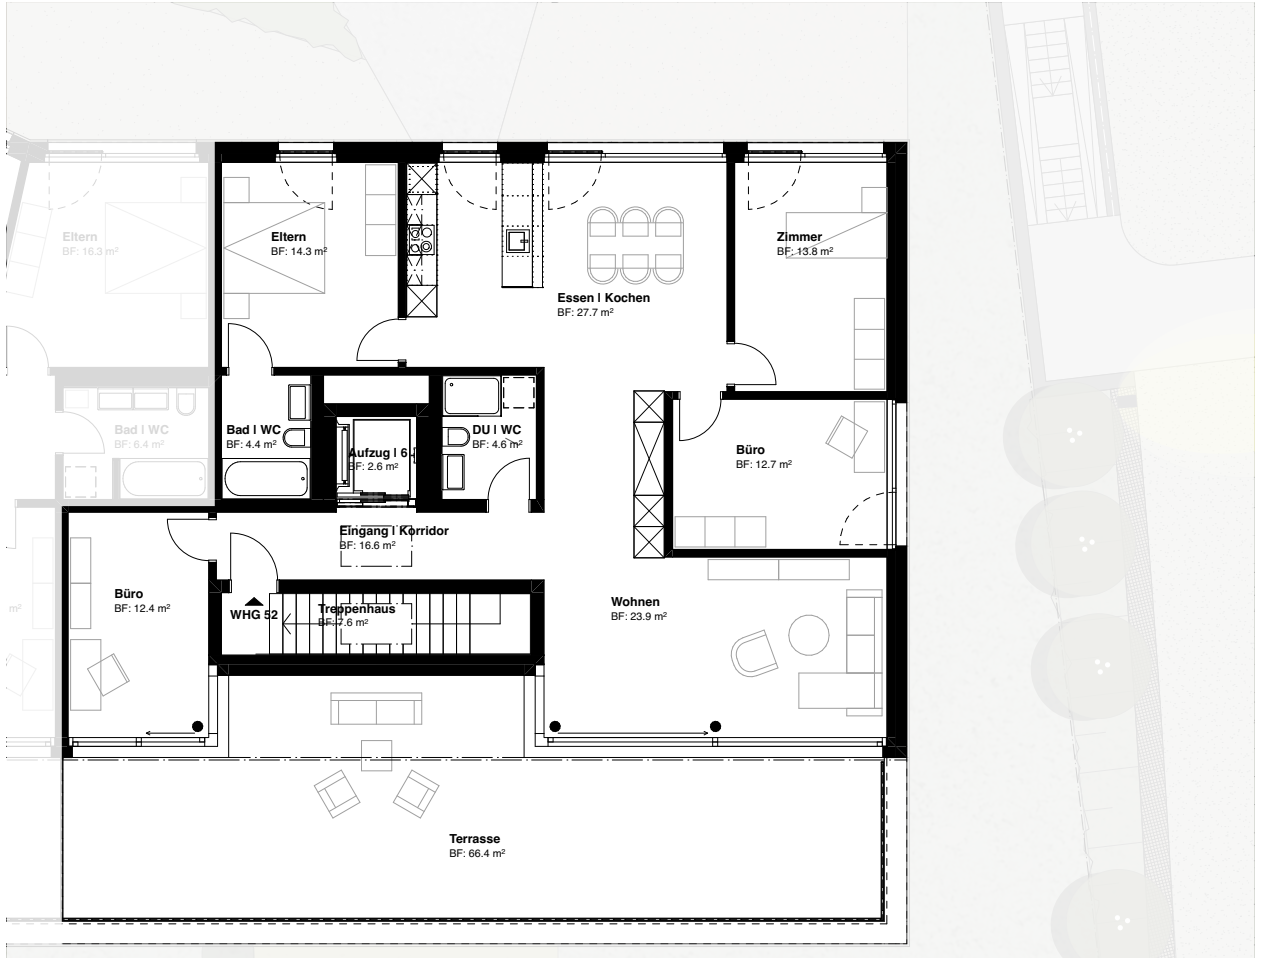 Eltern
BF: 16.3 m²
Eltern
BF: 14.3 m²
Zimmer
BF: 13.8 m²
Essen I Kochen
BF: 27.7 m²
Bad I WC
BF: 6.4 m²
Bad I WC
BF: 4.4 m²
Aufzug I 6
BF: 2.6 m²
DU I WC
BF: 4.6 m²
Büro
BF: 12.7 m²
Eingang I Korridor
BF: 16.6 m²
m²
Büro
BF: 12.4 m²
WHG 52
Treppenhaus
BF: 7.6 m²
Wohnen
BF: 23.9 m²
Terrasse
BF: 66.4 m²